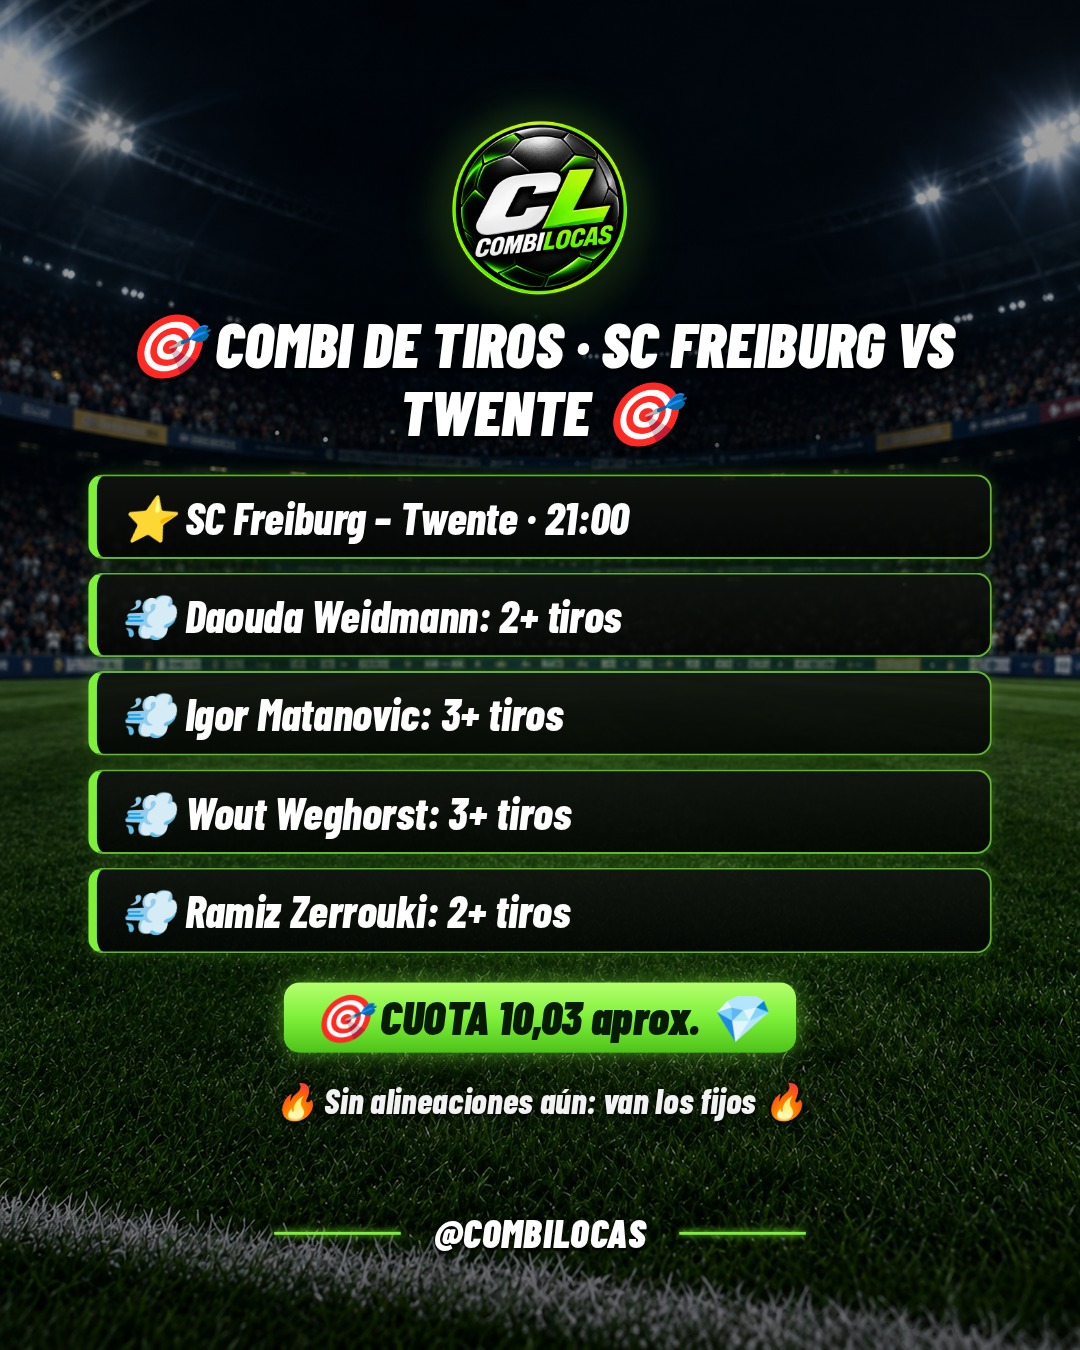 CL
COMBILOCAS
🎯 COMBI DE TIROS · SC FREIBURG VS
TWENTE 🎯
⭐ SC Freiburg – Twente · 21:00
💨 Daouda Weidmann: 2+ tiros
💨 Igor Matanovic: 3+ tiros
💨 Wout Weghorst: 3+ tiros
💨 Ramiz Zerrouki: 2+ tiros
🎯 CUOTA 10,03 aprox. 💎
🔥 Sin alineaciones aún: van los fijos 🔥
@COMBILOCAS